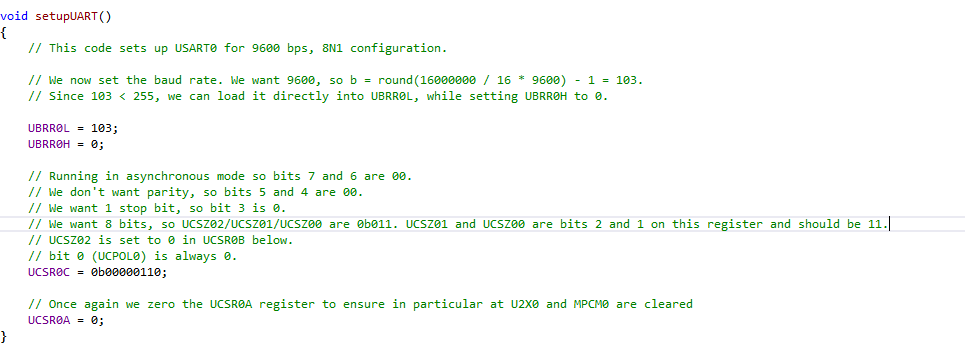 void setupUART()
{
// This code sets up USART0 for 9600 bps, 8N1 configuration.
// We now set the baud rate. We want 9600, so b = round(16000000 / 16 * 9600) - 1 = 103.
// Since 103 < 255, we can load it directly into UBRR0L, while setting UBRR0H to 0.
UBRR0L = 103;
UBRR0H = 0;
// Running in asynchronous mode so bits 7 and 6 are 00.
// We don't want parity, so bits 5 and 4 are 00.
// We want 1 stop bit, so bit 3 is 0.
// We want 8 bits, so UCSZ02/UCSZ01/UCSZ00 are 0b011. UCSZ01 and UCSZ00 are bits 2 and 1 on this register and should be 11.
// UCSZ02 is set to 0 in UCSR0B below.
// bit 0 (UCPOL0) is always 0.
UCSR0C = 0b00000110;
// Once again we zero the UCSR0A register to ensure in particular at U2X0 and MPCM0 are cleared
UCSR0A = 0;
}